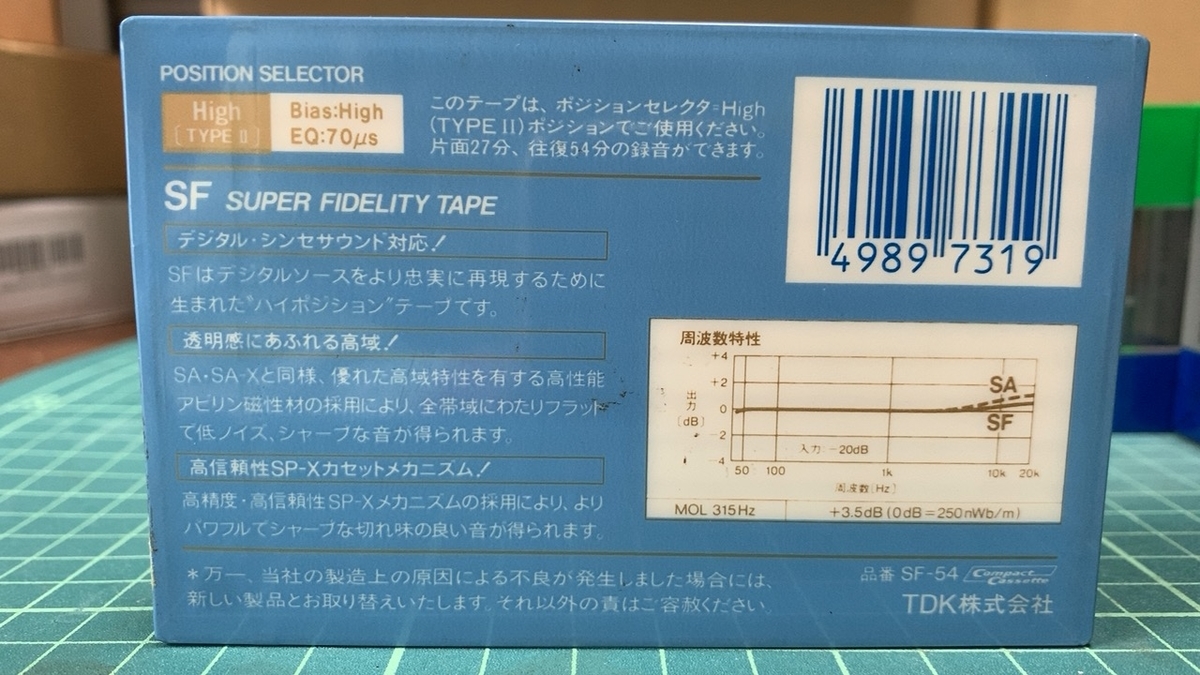 POSITION SELECTOR
High
[TYPE II]
Bias:High
EQ:70μs
このテープは、ポジションセレクタ=High
(TYPE II)ポジションでご使用ください。
片面27分、往復54分の録音ができます。
4989 7319
SF SUPER FIDELITY TAPE
デジタル・シンセサウンド対応!
SFはデジタルソースをより忠実に再現するために
生まれた"ハイポジション"テープです。
透明感にあふれる高域!
SA・SA-Xと同様、優れた高域特性を有する高性能
アビリン磁性材の採用により、全帯域にわたりフラット
で低ノイズ、シャープな音が得られます。
高信頼性SP-Xカセットメカニズム!
高精度・高信頼性SP-Xメカニズムの採用により、より
パワフルでシャープな切れ味の良い音が得られます。
周波数特性
+4
+2
0
-2
-4
出力
[dB]
SA
SF
入力-20dB
50 100 1k 10k 20k
周波数[Hz]
MOL 315Hz +3.5dB (0dB=250nWb/m)
*万一、当社の製造上の原因による不良が発生しました場合には、
新しい製品とお取り替えいたします。それ以外の責はご容赦ください。
品番 SF-54 Compact Cassette
TDK株式会社